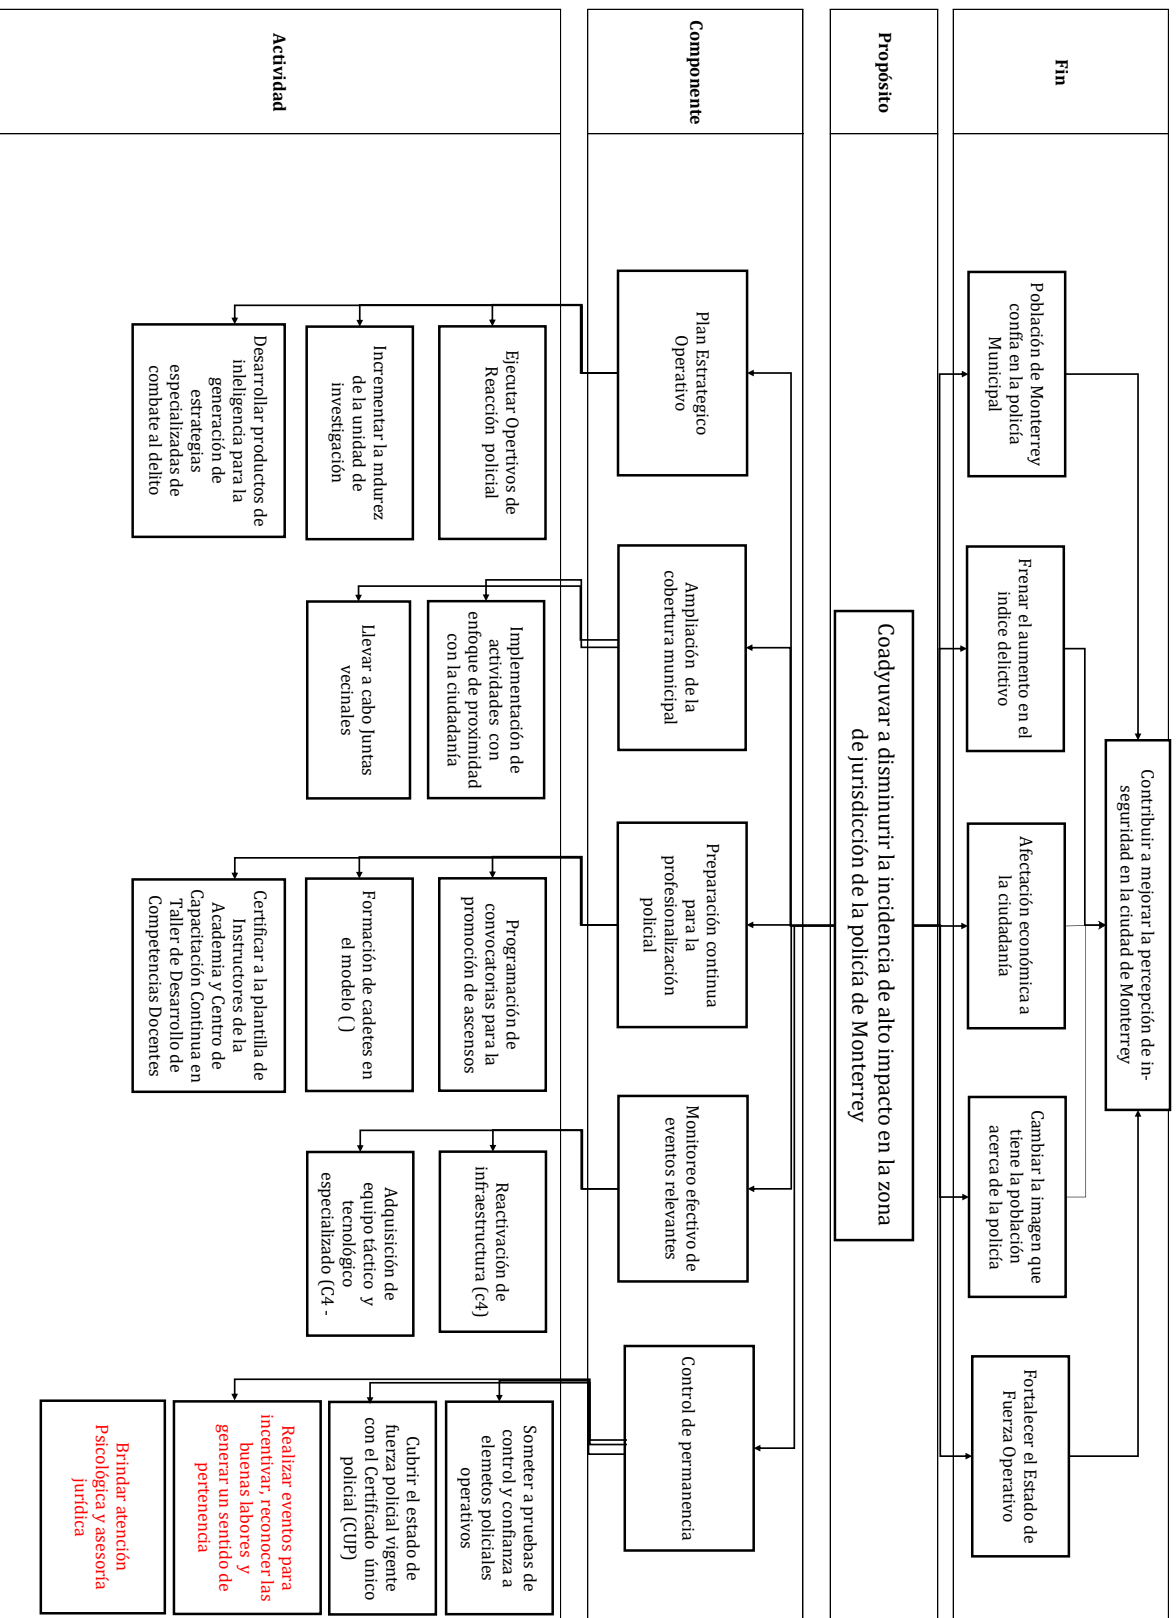 Fin
Contribuir a mejorar la percepción de in-
seguridad en la ciudad de Monterrey
Población de Monterrey
confía en la policía
Municipal
Frenar el aumento en el
indice delictivo
Afectación económica a
la ciudadanía
Cambiar la imagen que
tiene la población
acerca de la policía
Fortalecer el Estado de
Fuerza Operativo
Propósito
Coadyuvar a disminurir la incidencia de alto impacto en la zona
de jurisdicción de la policía de Monterrey
Componente
Plan Estrategico
Operativo
Ampliación de la
cobertura municipal
Preparación continua
para la
profesionalización
policial
Monitoreo efectivo de
eventos relevantes
Control de permanencia
Actividad
Ejecutar Opertivos de
Reacción policial
Incrementar la mdurez
de la unidad de
investigación
Desarrollar productos de
inleligencia para la
generación de
estrategias
especializadas de
combate al delito
Implementación de
actividades con
enfoque de proximidad
con la ciudadanía
Llevar a cabo Juntas
vecinales
Programación de
convocatorias para la
promoción de ascensos
Formación de cadetes en
el modelo ( )
Certificar a la plantilla de
Instructores de la
Academia y Centro de
Capacitación Continua en
Taller de Desarrollo de
Competencias Docentes
Reactivación de
infraestructura (c4)
Adquisición de
equipo táctico y
tecnológico
especializado (C4 -
Someter a pruebas de
control y confianza a
elemetos policiales
operativos
Cubrir el estado de
fuerza policial vigente
con el Certificado único
policial (CUP)
Realizar eventos para
incentivar, reconocer las
buenas labores y
generar un sentido de
pertenencia
Brindar atención
Psicológica y asesoría
jurídica